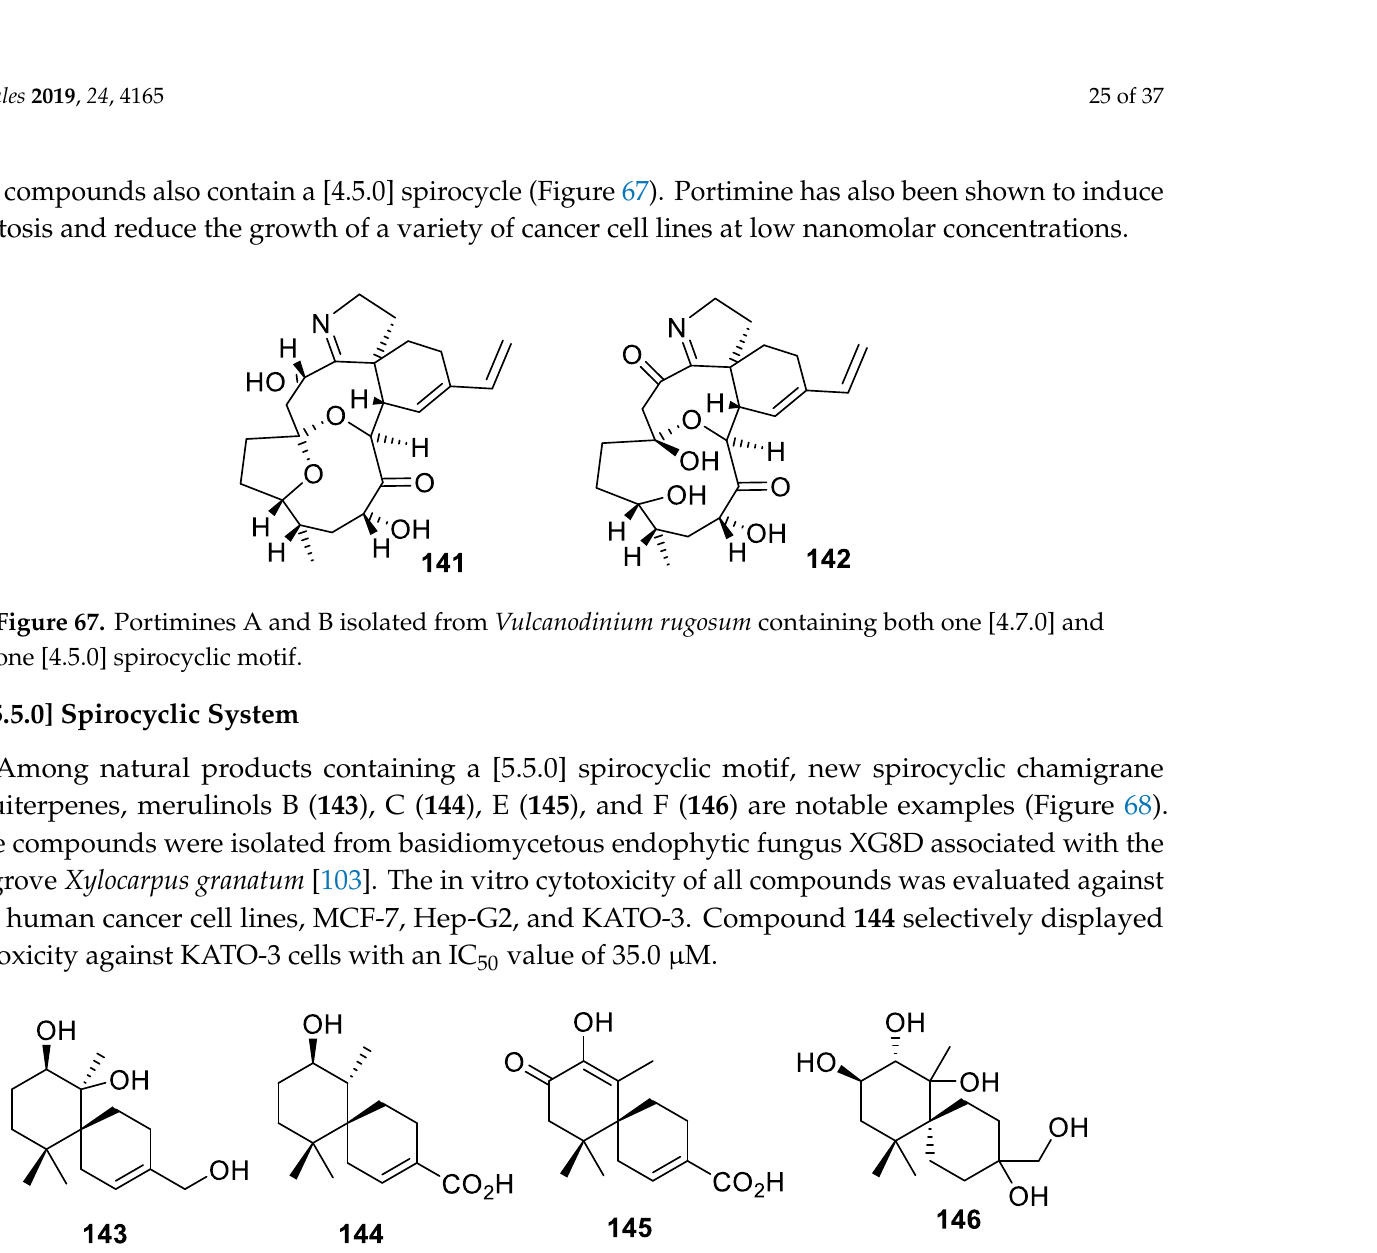 ules 2019, 24, 4165 25 of 37
compounds also contain a [4.5.0] spirocycle (Figure 67). Portimine has also been shown to induce
tosis and reduce the growth of a variety of cancer cell lines at low nanomolar concentrations.
N
H
HO
H
O
H
O
O
H
H
H
OH
141
N
O
H
O
H
OH
OH
O
H
H
H
OH
142
Figure 67. Portimines A and B isolated from Vulcanodinium rugosum containing both one [4.7.0] and
one [4.5.0] spirocyclic motif.
5.5.0] Spirocyclic System
Among natural products containing a [5.5.0] spirocyclic motif, new spirocyclic chamigrane
uiterpenes, merulinols B (143), C (144), E (145), and F (146) are notable examples (Figure 68).
e compounds were isolated from basidiomycetous endophytic fungus XG8D associated with the
grove Xylocarpus granatum [103]. The in vitro cytotoxicity of all compounds was evaluated against
human cancer cell lines, MCF-7, Hep-G2, and KATO-3. Compound 144 selectively displayed
oxicity against KATO-3 cells with an IC50 value of 35.0 μM.
OH
OH
OH
143
OH
CO2H
144
OH
O
CO2H
145
OH
HO
OH
OH
OH
146